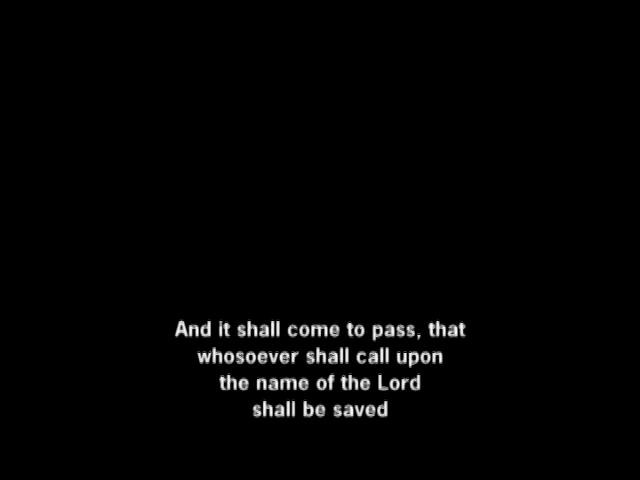 And it shall come to pass, that
whosoever shall call upon
the name of the Lord
shall be saved